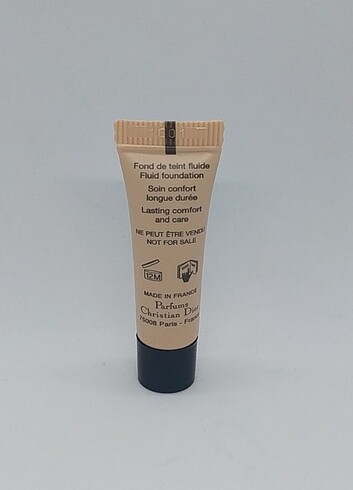 Fond de teint fluide
Fluid foundation
Soin confort
longue durée
Lasting comfort
and care
NE PEUT ÊTRE VENDU
NOT FOR SALE
12M
MADE IN FRANCE
Parfums
Christian Dior
75008 Paris - France